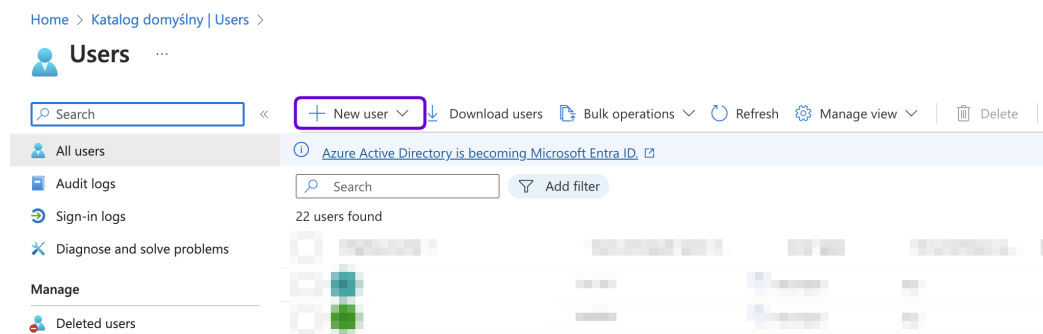 Home > Katalog domyślny | Users >
Users ...
Search «
New user Download users Bulk operations Refresh Manage view Delete
All users
Azure Active Directory is becoming Microsoft Entra ID.
Audit logs
Search Add filter
Sign-in logs
22 users found
Diagnose and solve problems
Manage
Deleted users